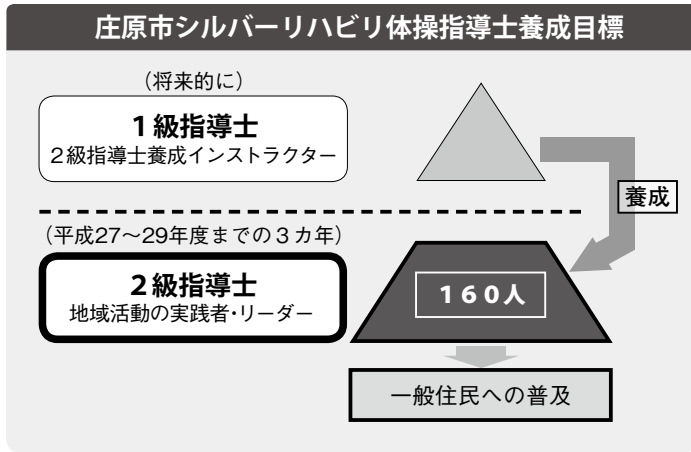 庄原市シルバーリハビリ体操指導士養成目標
（将来的に）
１級指導士
２級指導士養成インストラクター
養成
（平成27～29年度までの３カ年）
２級指導士
地域活動の実践者・リーダー
１６０人
一般住民への普及